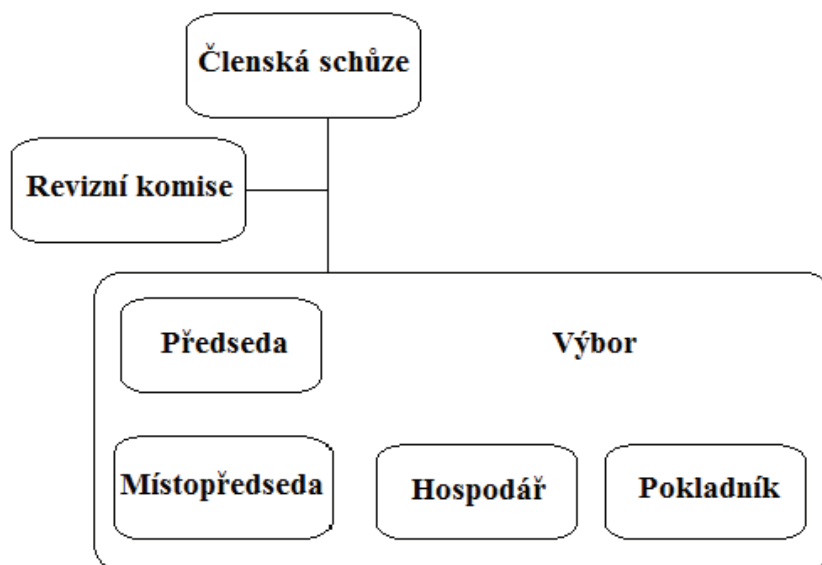 Členská schůze
Revizní komise
Předseda
Výbor
Místopředseda
Hospodář
Pokladník